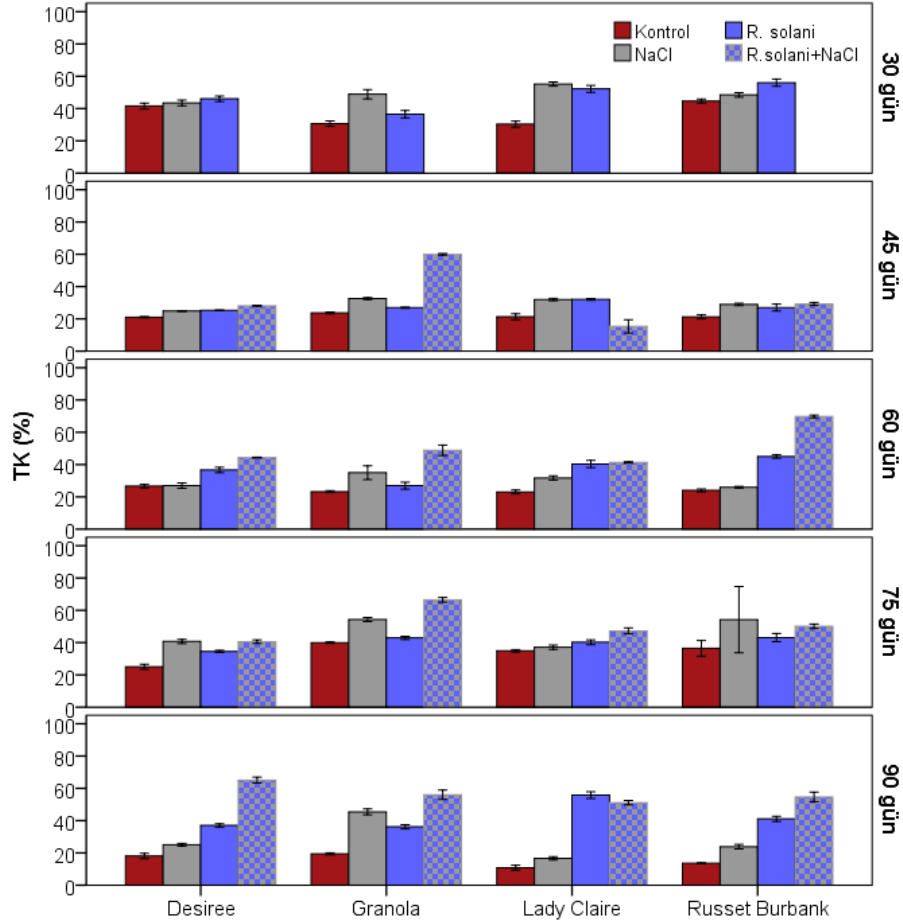 Kontrol
R. solani
NaCl
R.solani+NaCl
100
80
60
40
20
0
30 gün
100
80
60
40
20
0
45 gün
100
80
60
40
20
0
60 gün
TK (%)
100
80
60
40
20
0
75 gün
100
80
60
40
20
0
90 gün
Desiree
Granola
Lady Claire
Russet Burbank